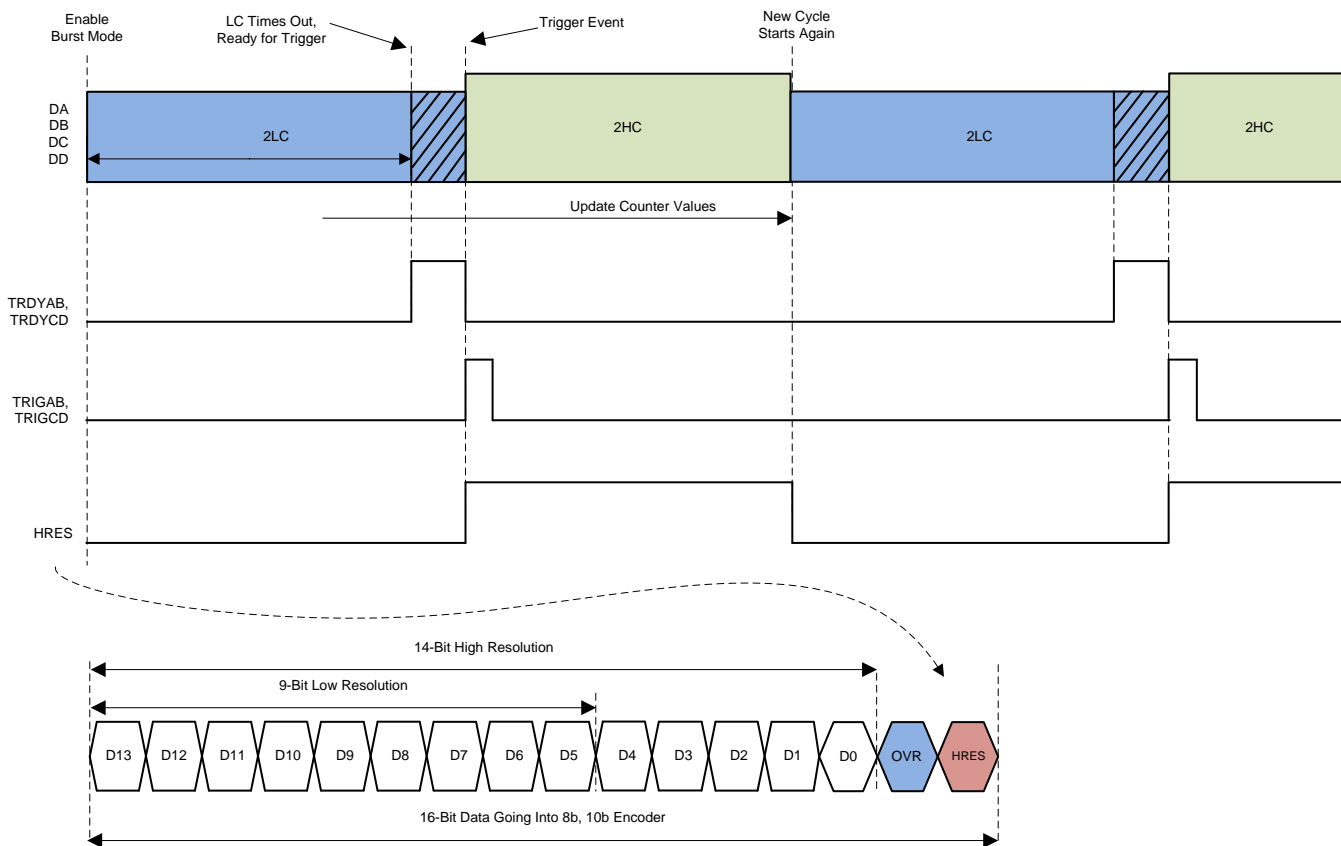 Enable
Burst Mode
LC Times Out,
Ready for Trigger
Trigger Event
New Cycle
Starts Again
DA
DB
DC
DD
2LC
2HC
2LC
2HC
Update Counter Values
TRDYAB,
TRDYCD
TRIGAB,
TRIGCD
HRES
14-Bit High Resolution
9-Bit Low Resolution
D13 D12 D11 D10 D9 D8 D7 D6 D5 D4 D3 D2 D1 D0 OVR HRES
16-Bit Data Going Into 8b, 10b Encoder